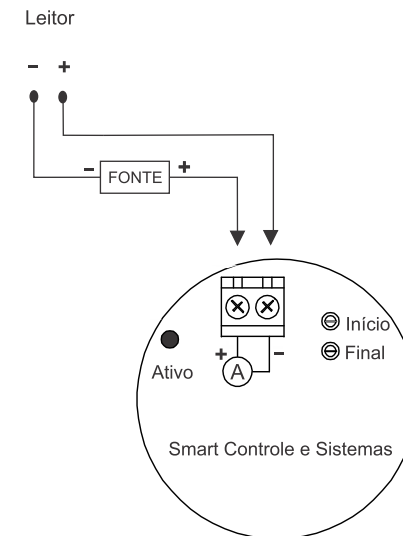 Leitor
- +
- FONTE +
Início
+ A -
Final
Ativo
Smart Controle e Sistemas